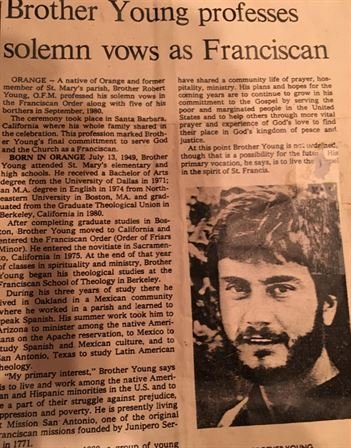 Brother Young professes
solemn vows as Franciscan
ORANGE — A native of Orange and former
member of St. Mary's parish, Brother Robert
Young, O.F.M. professed his solemn vows in
the Franciscan Order along with five of his
borthers in September, 1980.
The ceremony took place in Santa Barbara,
California where his whole family shared in
the celebration. This profession marked Broth-
er Young's final commitment to serve God
and the Church as a Franciscan.
BORN IN ORANGE July 13, 1949, Brother
Young attended St. Mary's elementary and
high schools. He received a Bachelor of Arts
degree from the University of Dallas in 1971;
an M.A. degree in English in 1974 from North-
eastern University in Boston, MA. and grad-
uated from the Graduate Theological Union in
Berkeley, California in 1980.
After completing graduate studies in Bos-
ton, Brother Young moved to California and
entered the Franciscan Order (Order of Friars
Minor). He entered the novitiate in Sacramen-
to, California in 1975. At the end of that year
of classes in spirituality and ministry, Brother
Young began his theological studies at the
Franciscan School of Theology in Berkeley.
During his three years of study there he
lived in Oakland in a Mexican community
where he worked in a parish and learned to
speak Spanish. His summer work took him to
Arizona to minister among the native Ameri-
cans on the Apache reservation, to Mexico to
study Spanish and Mexican culture, and to
San Antonio, Texas to study Latin American
theology.
"My primary interest," Brother Young says
is to live and work among the native Amer-
an and Hispanic minorities in the U.S. and to
e a part of their struggle against prejudice,
ppression and poverty. He is presently living
t Mission San Antonio, one of the original
ranciscan missions founded by Junipero Ser-
in 1771.
a group of young
have shared a community life of prayer, hos-
pitality, ministry. His plans and hopes for the
coming years are to continue to grow in his
commitment to the Gospel by serving the
poor and marginated people in the United
States and to help others through more vital
prayer and experience of God's love to find
their place in God's kingdom of peace and
justice.
At this point Brother Young is not ordained,
though that is a possibility for the future. His
primary vocation, he says, is to live
in the spirit of St. Francis.
YOUNG